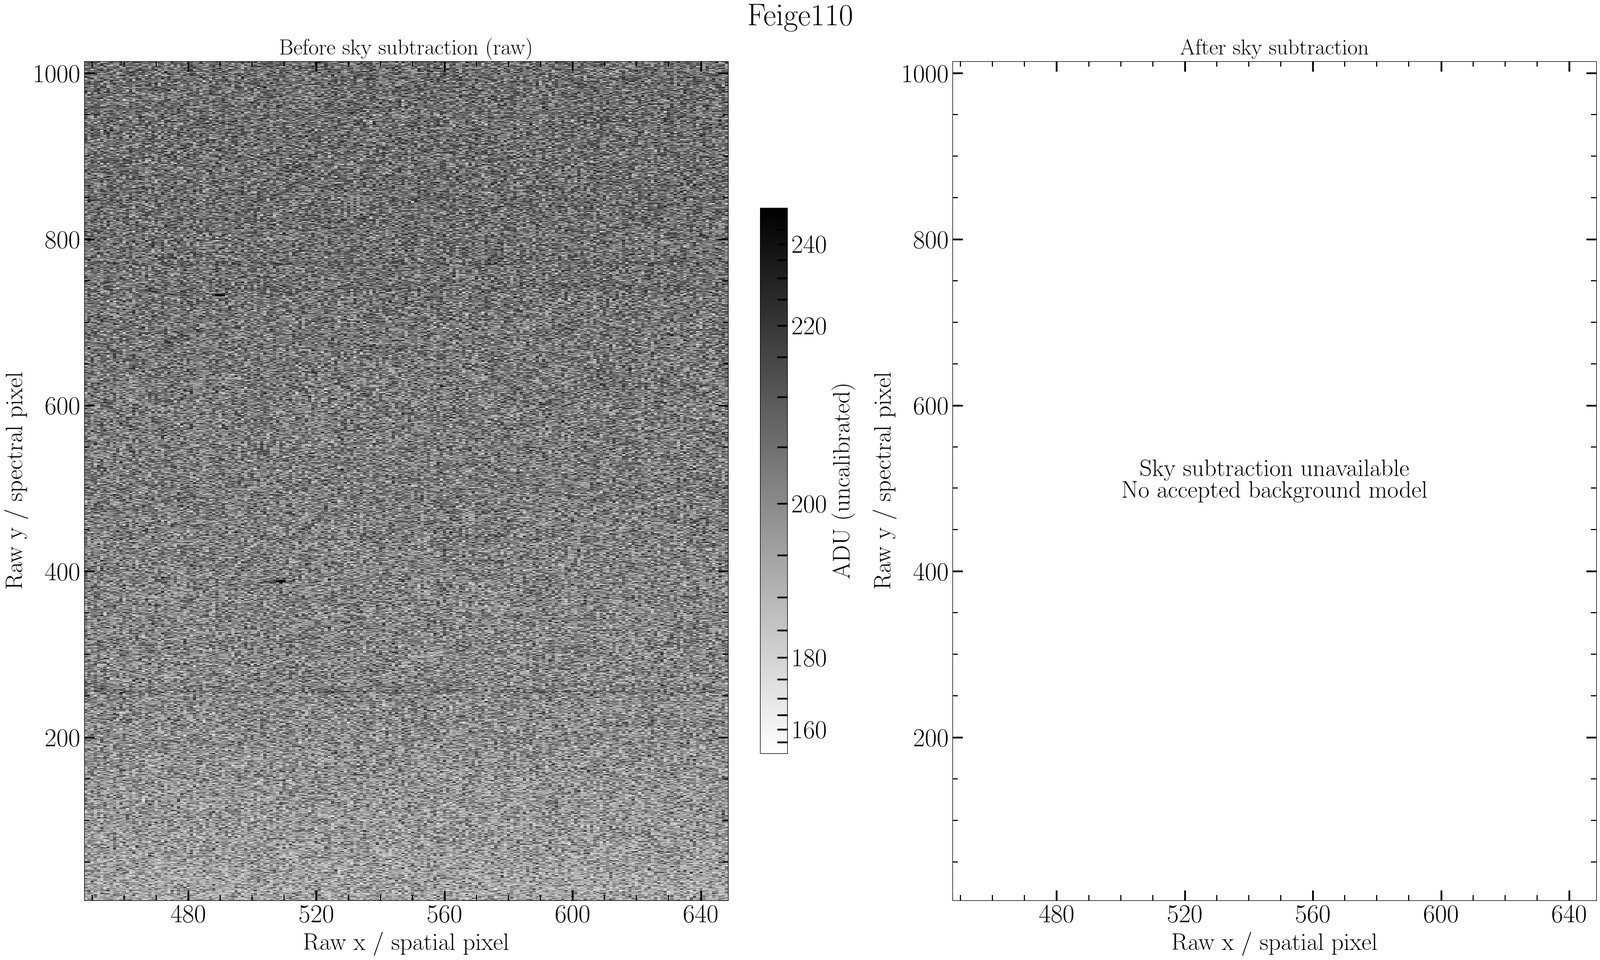 Feige110
Before sky subtraction (raw)
After sky subtraction
1000
800
600
400
200
480
520
560
600
640
Raw x / spatial pixel
Raw y / spectral pixel
240
220
200
180
160
ADU (uncalibrated)
1000
800
600
400
200
480
520
560
600
640
Raw x / spatial pixel
Raw y / spectral pixel
Sky subtraction unavailable
No accepted background model